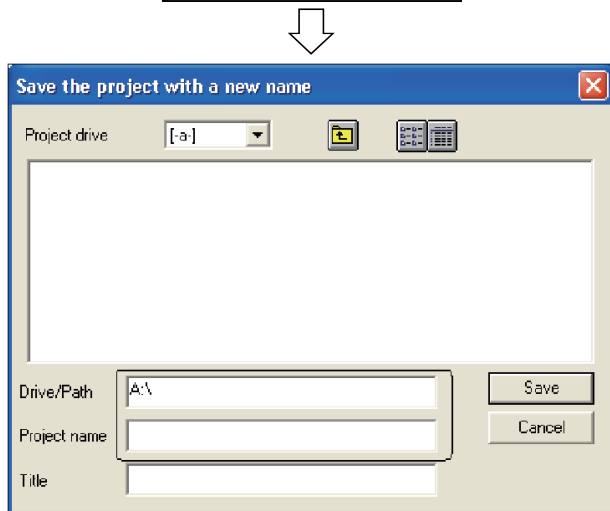 Save the project with a new name
Project drive [-a-]
Drive/Path A:\
Save
Project name
Cancel
Title